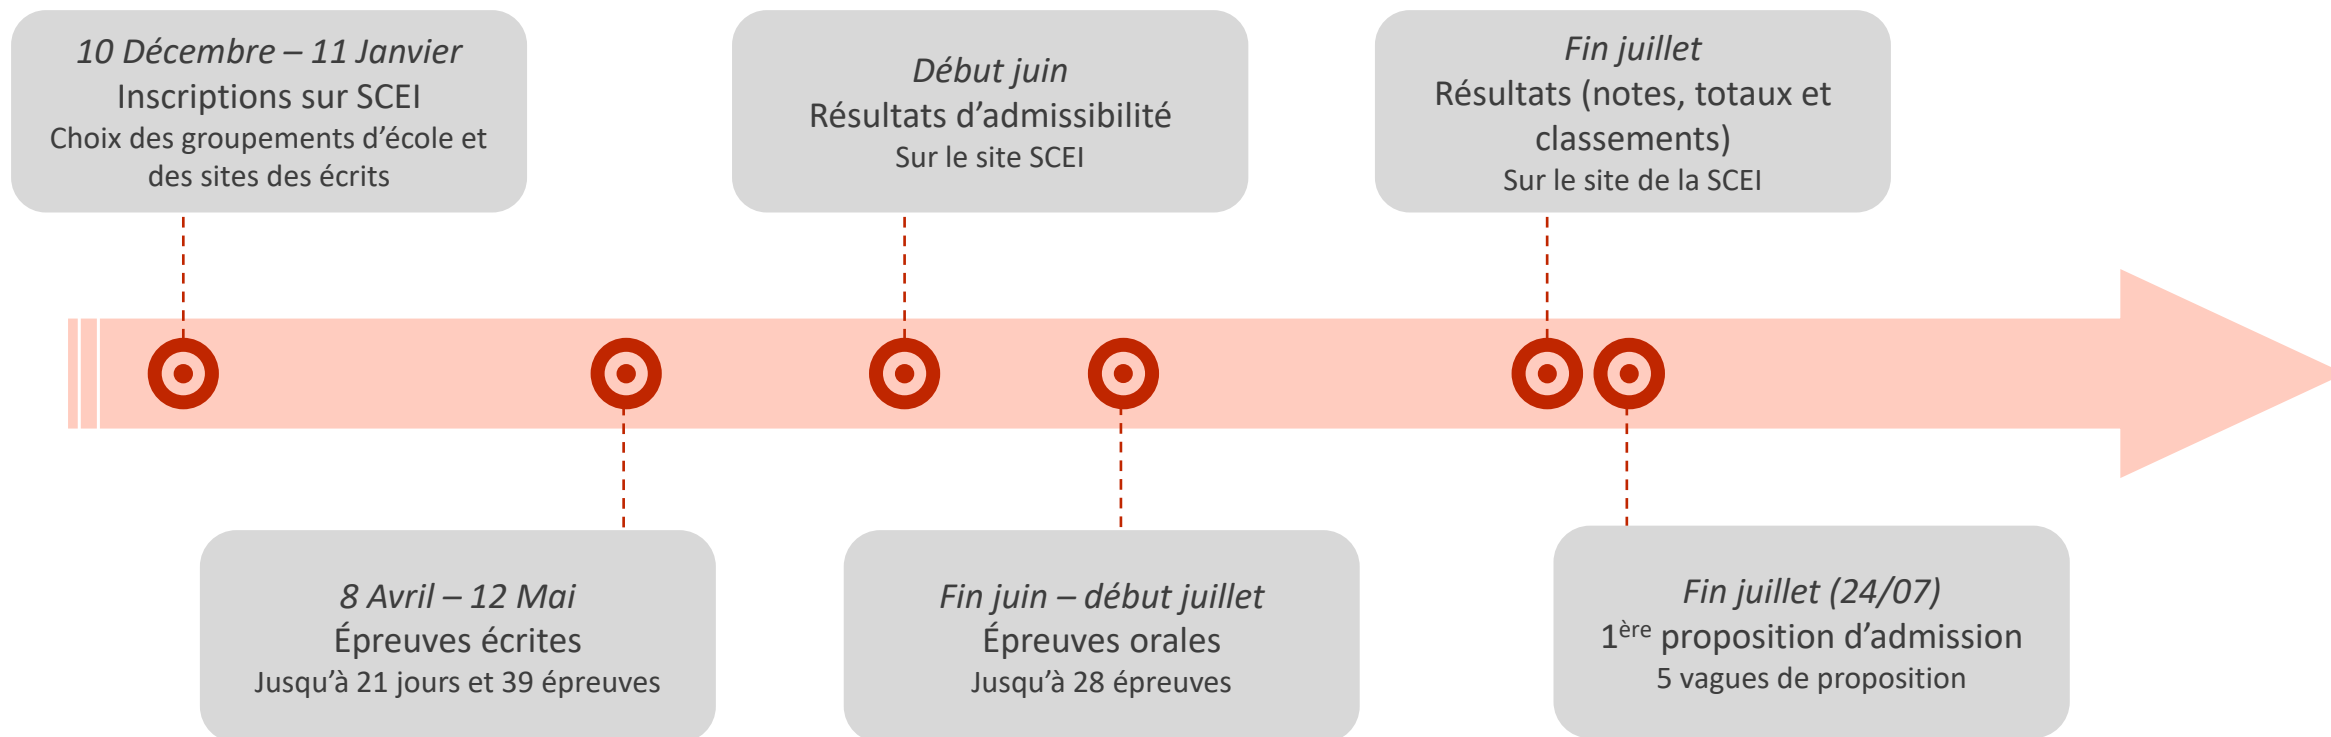 10 Décembre – 11 Janvier
Inscriptions sur SCEI
Choix des groupements d’école et
des sites des écrits
Début juin
Résultats d’admissibilité
Sur le site SCEI
Fin juillet
Résultats (notes, totaux et
classements)
Sur le site de la SCEI
8 Avril – 12 Mai
Épreuves écrites
Jusqu’à 21 jours et 39 épreuves
Fin juin – début juillet
Épreuves orales
Jusqu’à 28 épreuves
Fin juillet (24/07)
1ère proposition d’admission
5 vagues de proposition